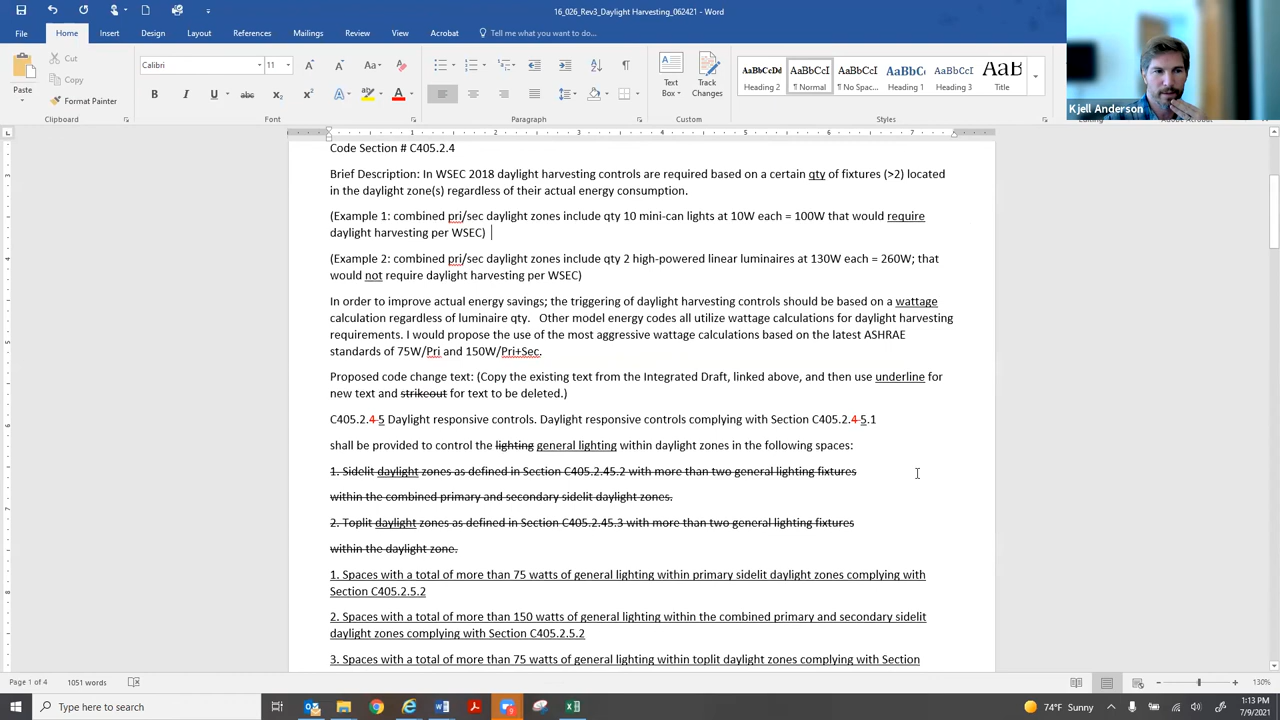 16_026_Rev3_Daylight Harvesting_062421 - Word
File Home Insert Design Layout References Mailings Review View Acrobat Tell me what you want to do...
Cut
Copy
Paste
Format Painter
Clipboard
Calibri 11
Font
Paragraph
Text Box
Track Changes
Custom
AaBbCcDd AaBbCcI AaBbCcI AaBbC AaBbCcI AaB
Heading 2 ¶ Normal ¶ No Spac... Heading 1 Heading 3 Title
Styles
Kjell Anderson
Code Section # C405.2.4
Brief Description: In WSEC 2018 daylight harvesting controls are required based on a certain qty of fixtures (>2) located
in the daylight zone(s) regardless of their actual energy consumption.
(Example 1: combined pri/sec daylight zones include qty 10 mini-can lights at 10W each = 100W that would require
daylight harvesting per WSEC)
(Example 2: combined pri/sec daylight zones include qty 2 high-powered linear luminaires at 130W each = 260W; that
would not require daylight harvesting per WSEC)
In order to improve actual energy savings; the triggering of daylight harvesting controls should be based on a wattage
calculation regardless of luminaire qty. Other model energy codes all utilize wattage calculations for daylight harvesting
requirements. I would propose the use of the most aggressive wattage calculations based on the latest ASHRAE
standards of 75W/Pri and 150W/Pri+Sec.
Proposed code change text: (Copy the existing text from the Integrated Draft, linked above, and then use underline for
new text and strikeout for text to be deleted.)
C405.2.4 5 Daylight responsive controls. Daylight responsive controls complying with Section C405.2.4 5.1
shall be provided to control the lighting general lighting within daylight zones in the following spaces:
1. Sidelit daylight zones as defined in Section C405.2.45.2 with more than two general lighting fixtures
within the combined primary and secondary sidelit daylight zones.
2. Toplit daylight zones as defined in Section C405.2.45.3 with more than two general lighting fixtures
within the daylight zone.
1. Spaces with a total of more than 75 watts of general lighting within primary sidelit daylight zones complying with
Section C405.2.5.2
2. Spaces with a total of more than 150 watts of general lighting within the combined primary and secondary sidelit
daylight zones complying with Section C405.2.5.2
3. Spaces with a total of more than 75 watts of general lighting within toplit daylight zones complying with Section
Page 1 of 4 1051 words 130%
Type here to search
74°F Sunny
1:13 PM
7/9/2021